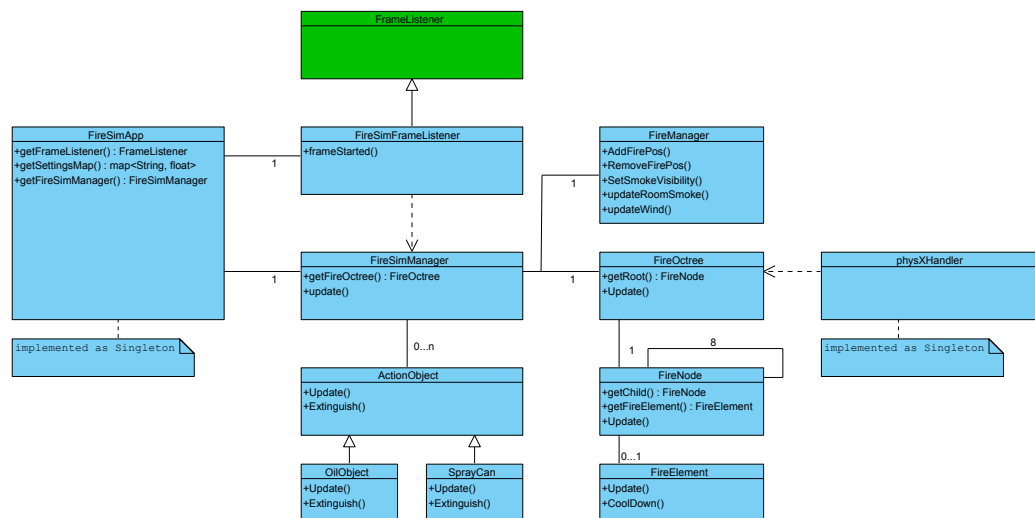 FrameListener
FireSimApp
+getFrameListener() : FrameListener
+getSettingsMap() : map<String, float>
+getFireSimManager() : FireSimManager
1
FireSimFrameListener
+frameStarted()
FireManager
+AddFirePos()
+RemoveFirePos()
+SetSmokeVisibility()
+updateRoomSmoke()
+updateWind()
1
1
FireSimManager
+getFireOctree() : FireOctree
+update()
1
FireOctree
+getRoot() : FireNode
+Update()
physXHandler
implemented as Singleton
0...n
1
8
implemented as Singleton
ActionObject
+Update()
+Extinguish()
FireNode
+getChild() : FireNode
+getFireElement() : FireElement
+Update()
0...1
OilObject
+Update()
+Extinguish()
SprayCan
+Update()
+Extinguish()
FireElement
+Update()
+CoolDown()